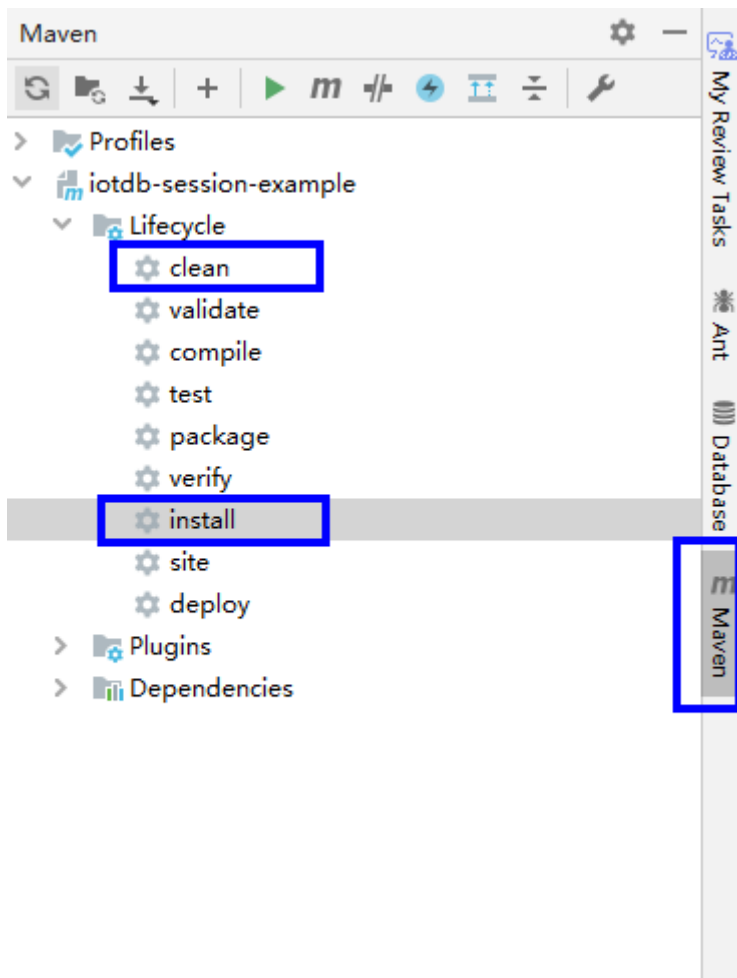 Maven
Profiles
iotdb-session-example
Lifecycle
clean
validate
compile
test
package
verify
install
site
deploy
Plugins
Dependencies
My Review Tasks
Ant
Database
m Maven